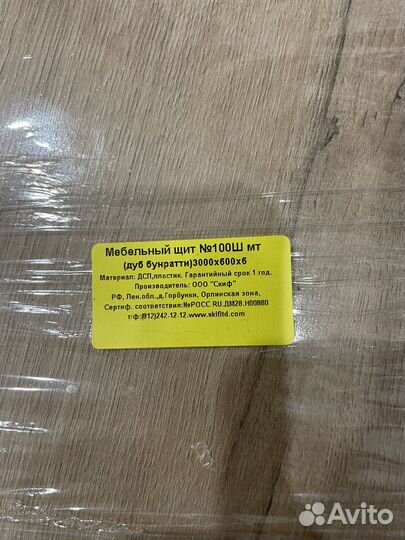 Мебельный щит №100Ш мт
(дуб бунратти)3000х600х6
Материал: ДСП,пластик. Гарантийный срок 1 год.
Производитель: ООО "Скиф"
РФ, Лен.обл.,д.Горбунки, Орлинская зона,
Сертиф. соответствия:№РОСС RU.ДМ28.Н00880
т/ф:(812)242-12-12.www.skifltd.com
Avito